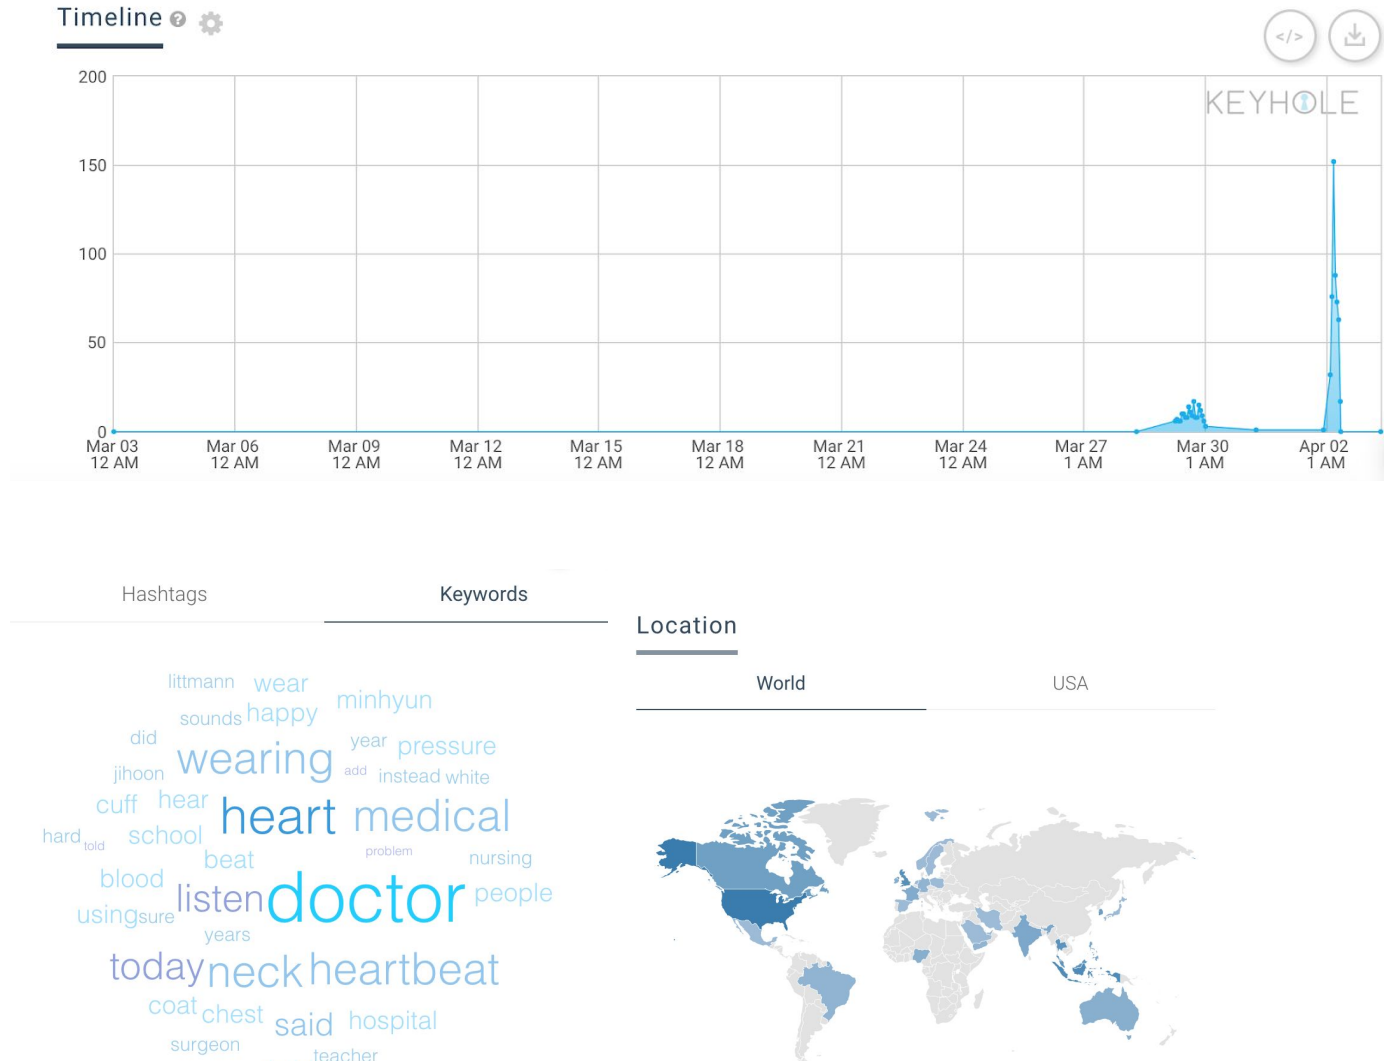 Timeline ?
</>
200
KEYHOLE
150
100
50
0
Mar 03 Mar 06 Mar 09 Mar 12 Mar 15 Mar 18 Mar 21 Mar 24 Mar 27 Mar 30 Apr 02
12 AM 12 AM 12 AM 12 AM 12 AM 12 AM 12 AM 12 AM 1 AM 1 AM 1 AM
Hashtags Keywords
Location
World USA
littmann wear
minhyun
sounds happy
did
wearing year pressure
jihoon add instead white
cuff hear heart medical
hard told school
beat problem nursing
blood listen doctor people
using sure
years
today neck heartbeat
coat chest said hospital
surgeon
teacher